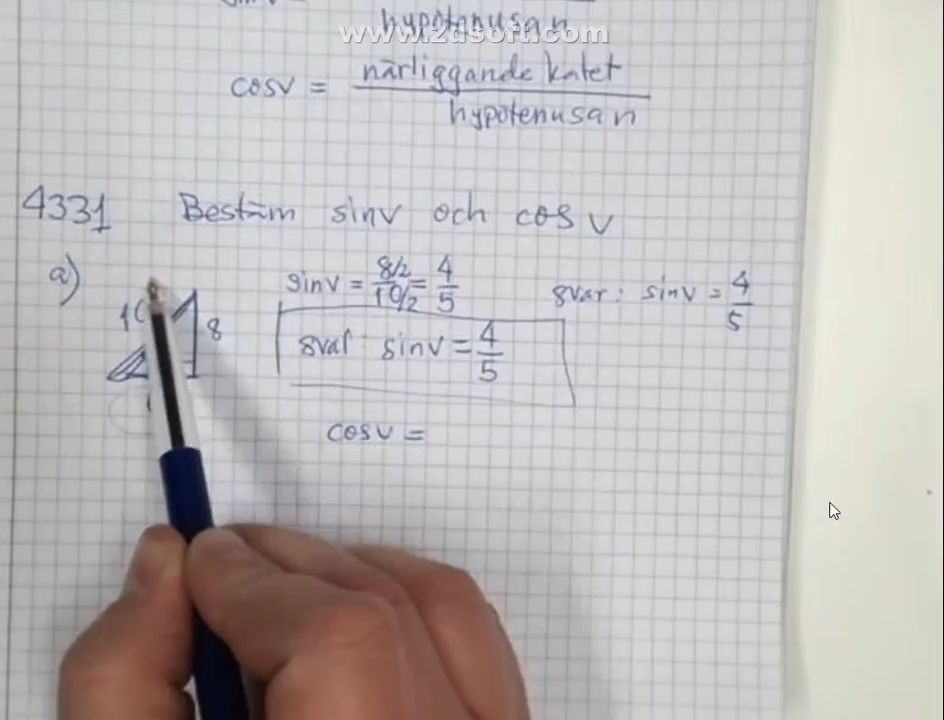 hypotenusan
www.zdsoft.com
cosv = närliggande katet
hypotenusan
4331 Bestäm sinv och cos v
a)
sinv = 8/2 / 10/2 = 4/5
svar: sinv = 4/5
10
8
svar: sinv = 4/5
cosv =